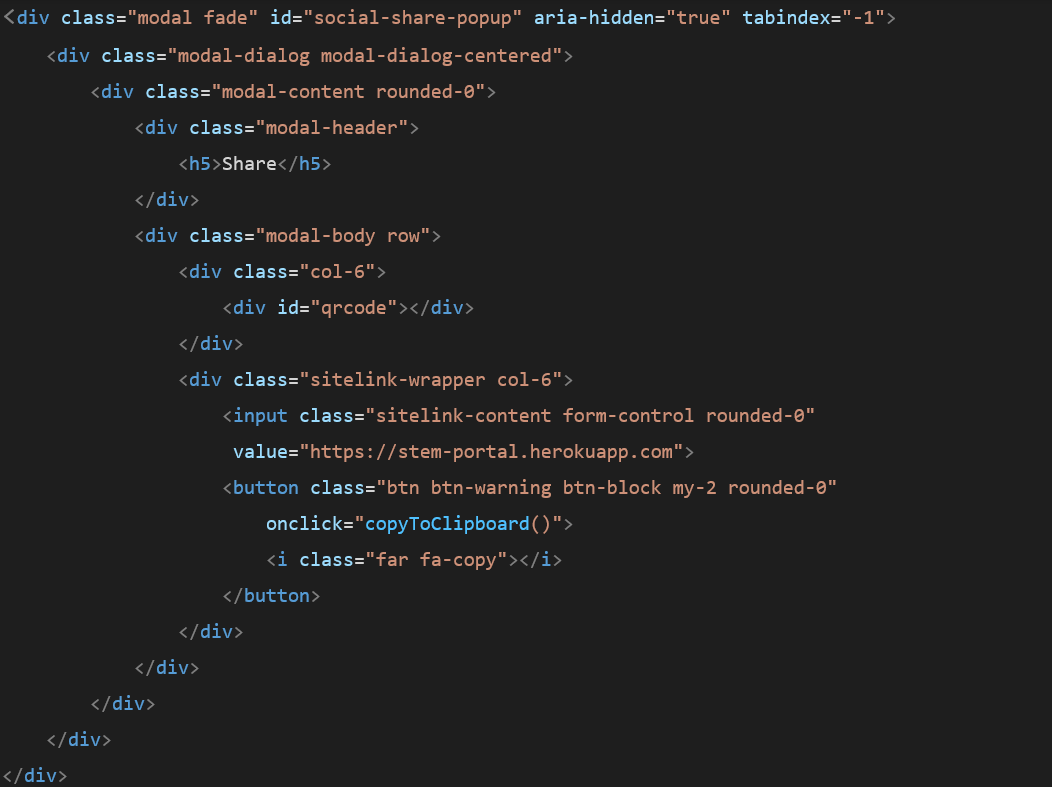 <div class="modal fade" id="social-share-popup" aria-hidden="true" tabindex="-1">
    <div class="modal-dialog modal-dialog-centered">
        <div class="modal-content rounded-0">
            <div class="modal-header">
                <h5>Share</h5>
            </div>
            <div class="modal-body row">
                <div class="col-6">
                    <div id="qrcode"></div>
                </div>
                <div class="sitelink-wrapper col-6">
                    <input class="sitelink-content form-control rounded-0"
                     value="https://stem-portal.herokuapp.com">
                    <button class="btn btn-warning btn-block my-2 rounded-0"
                        onclick="copyToClipboard()">
                        <i class="far fa-copy"></i>
                    </button>
                </div>
            </div>
        </div>
    </div>
</div>